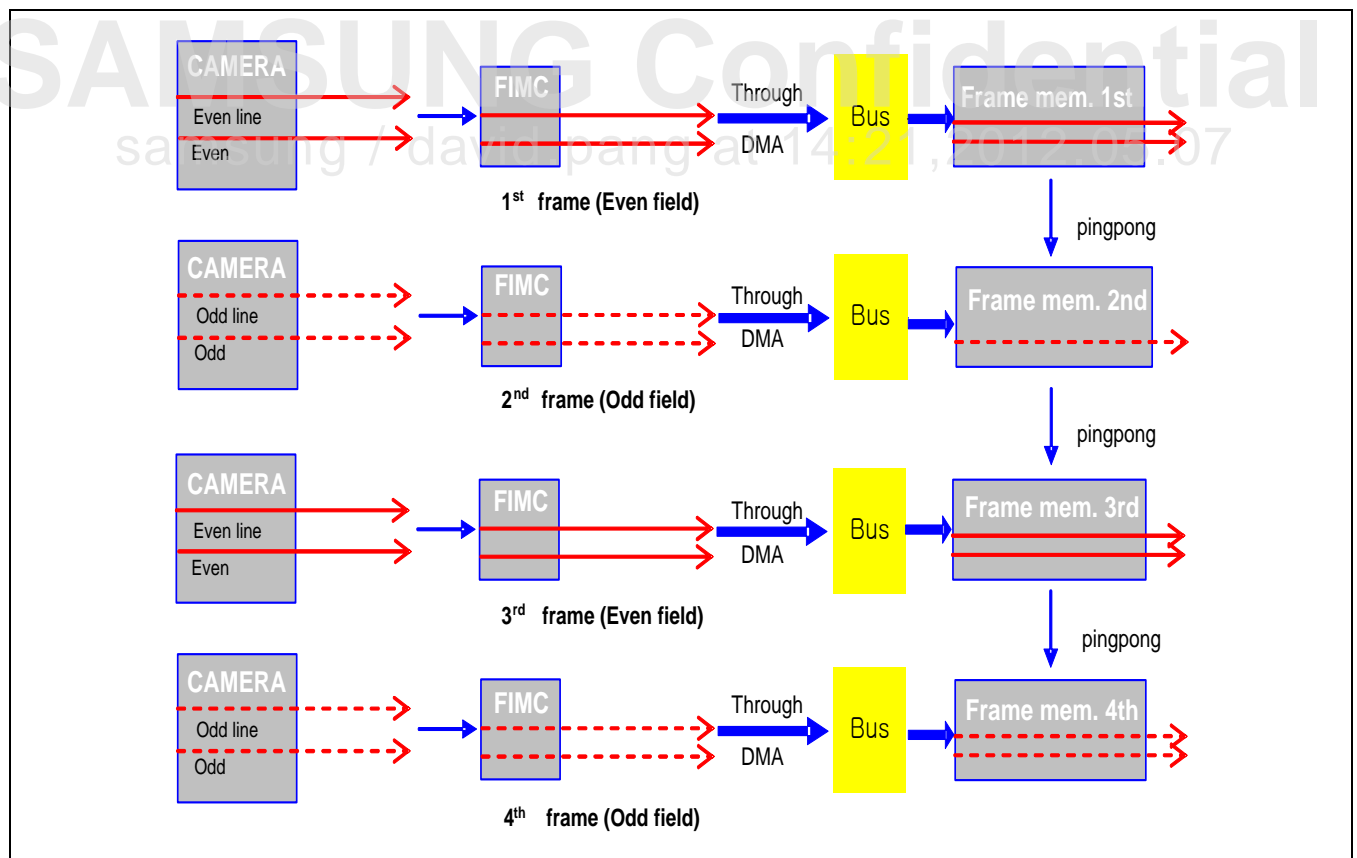 SAMSUNG Confidential
samsung / david.pang at 14:21,2012.05.07
CAMERA
Even line
Even
FIMC
Through
DMA
Bus
Frame mem. 1st
1st frame (Even field)
pingpong
CAMERA
Odd line
Odd
FIMC
Through
DMA
Bus
Frame mem. 2nd
2nd frame (Odd field)
pingpong
CAMERA
Even line
Even
FIMC
Through
DMA
Bus
Frame mem. 3rd
3rd frame (Even field)
pingpong
CAMERA
Odd line
Odd
FIMC
Through
DMA
Bus
Frame mem. 4th
4th frame (Odd field)